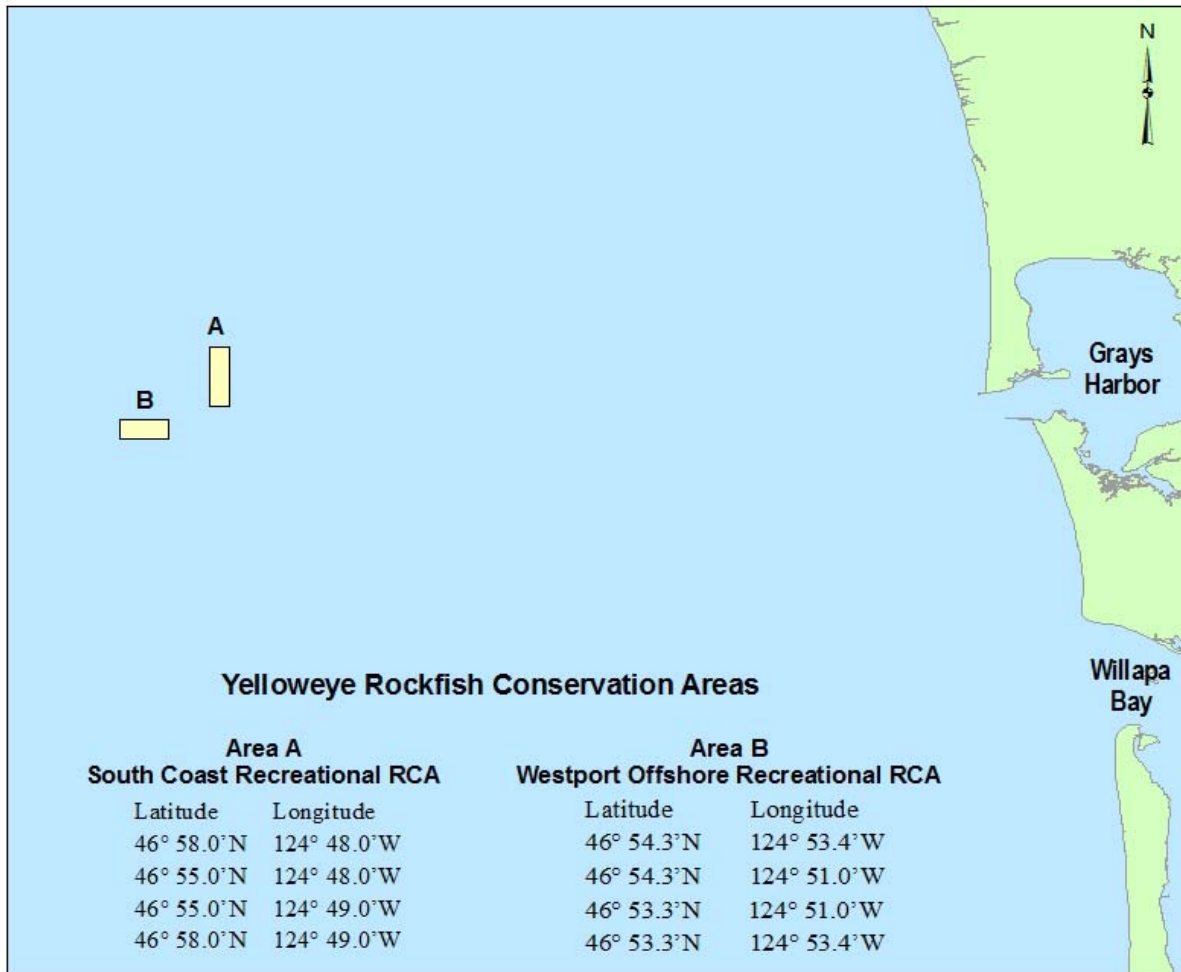 N
A
Grays
Harbor
B
Willapa
Bay
Yelloweye Rockfish Conservation Areas
Area A
South Coast Recreational RCA
Latitude Longitude
46° 58.0’N 124° 48.0’W
46° 55.0’N 124° 48.0’W
46° 55.0’N 124° 49.0’W
46° 58.0’N 124° 49.0’W
Area B
Westport Offshore Recreational RCA
Latitude Longitude
46° 54.3’N 124° 53.4’W
46° 54.3’N 124° 51.0’W
46° 53.3’N 124° 51.0’W
46° 53.3’N 124° 53.4’W